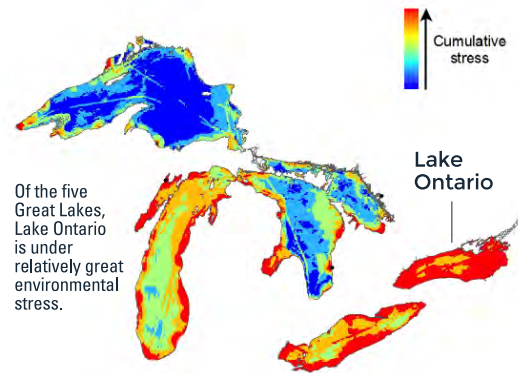 Cumulative
stress
Lake
Ontario
Of the five
Great Lakes,
Lake Ontario
is under
relatively great
environmental
stress.